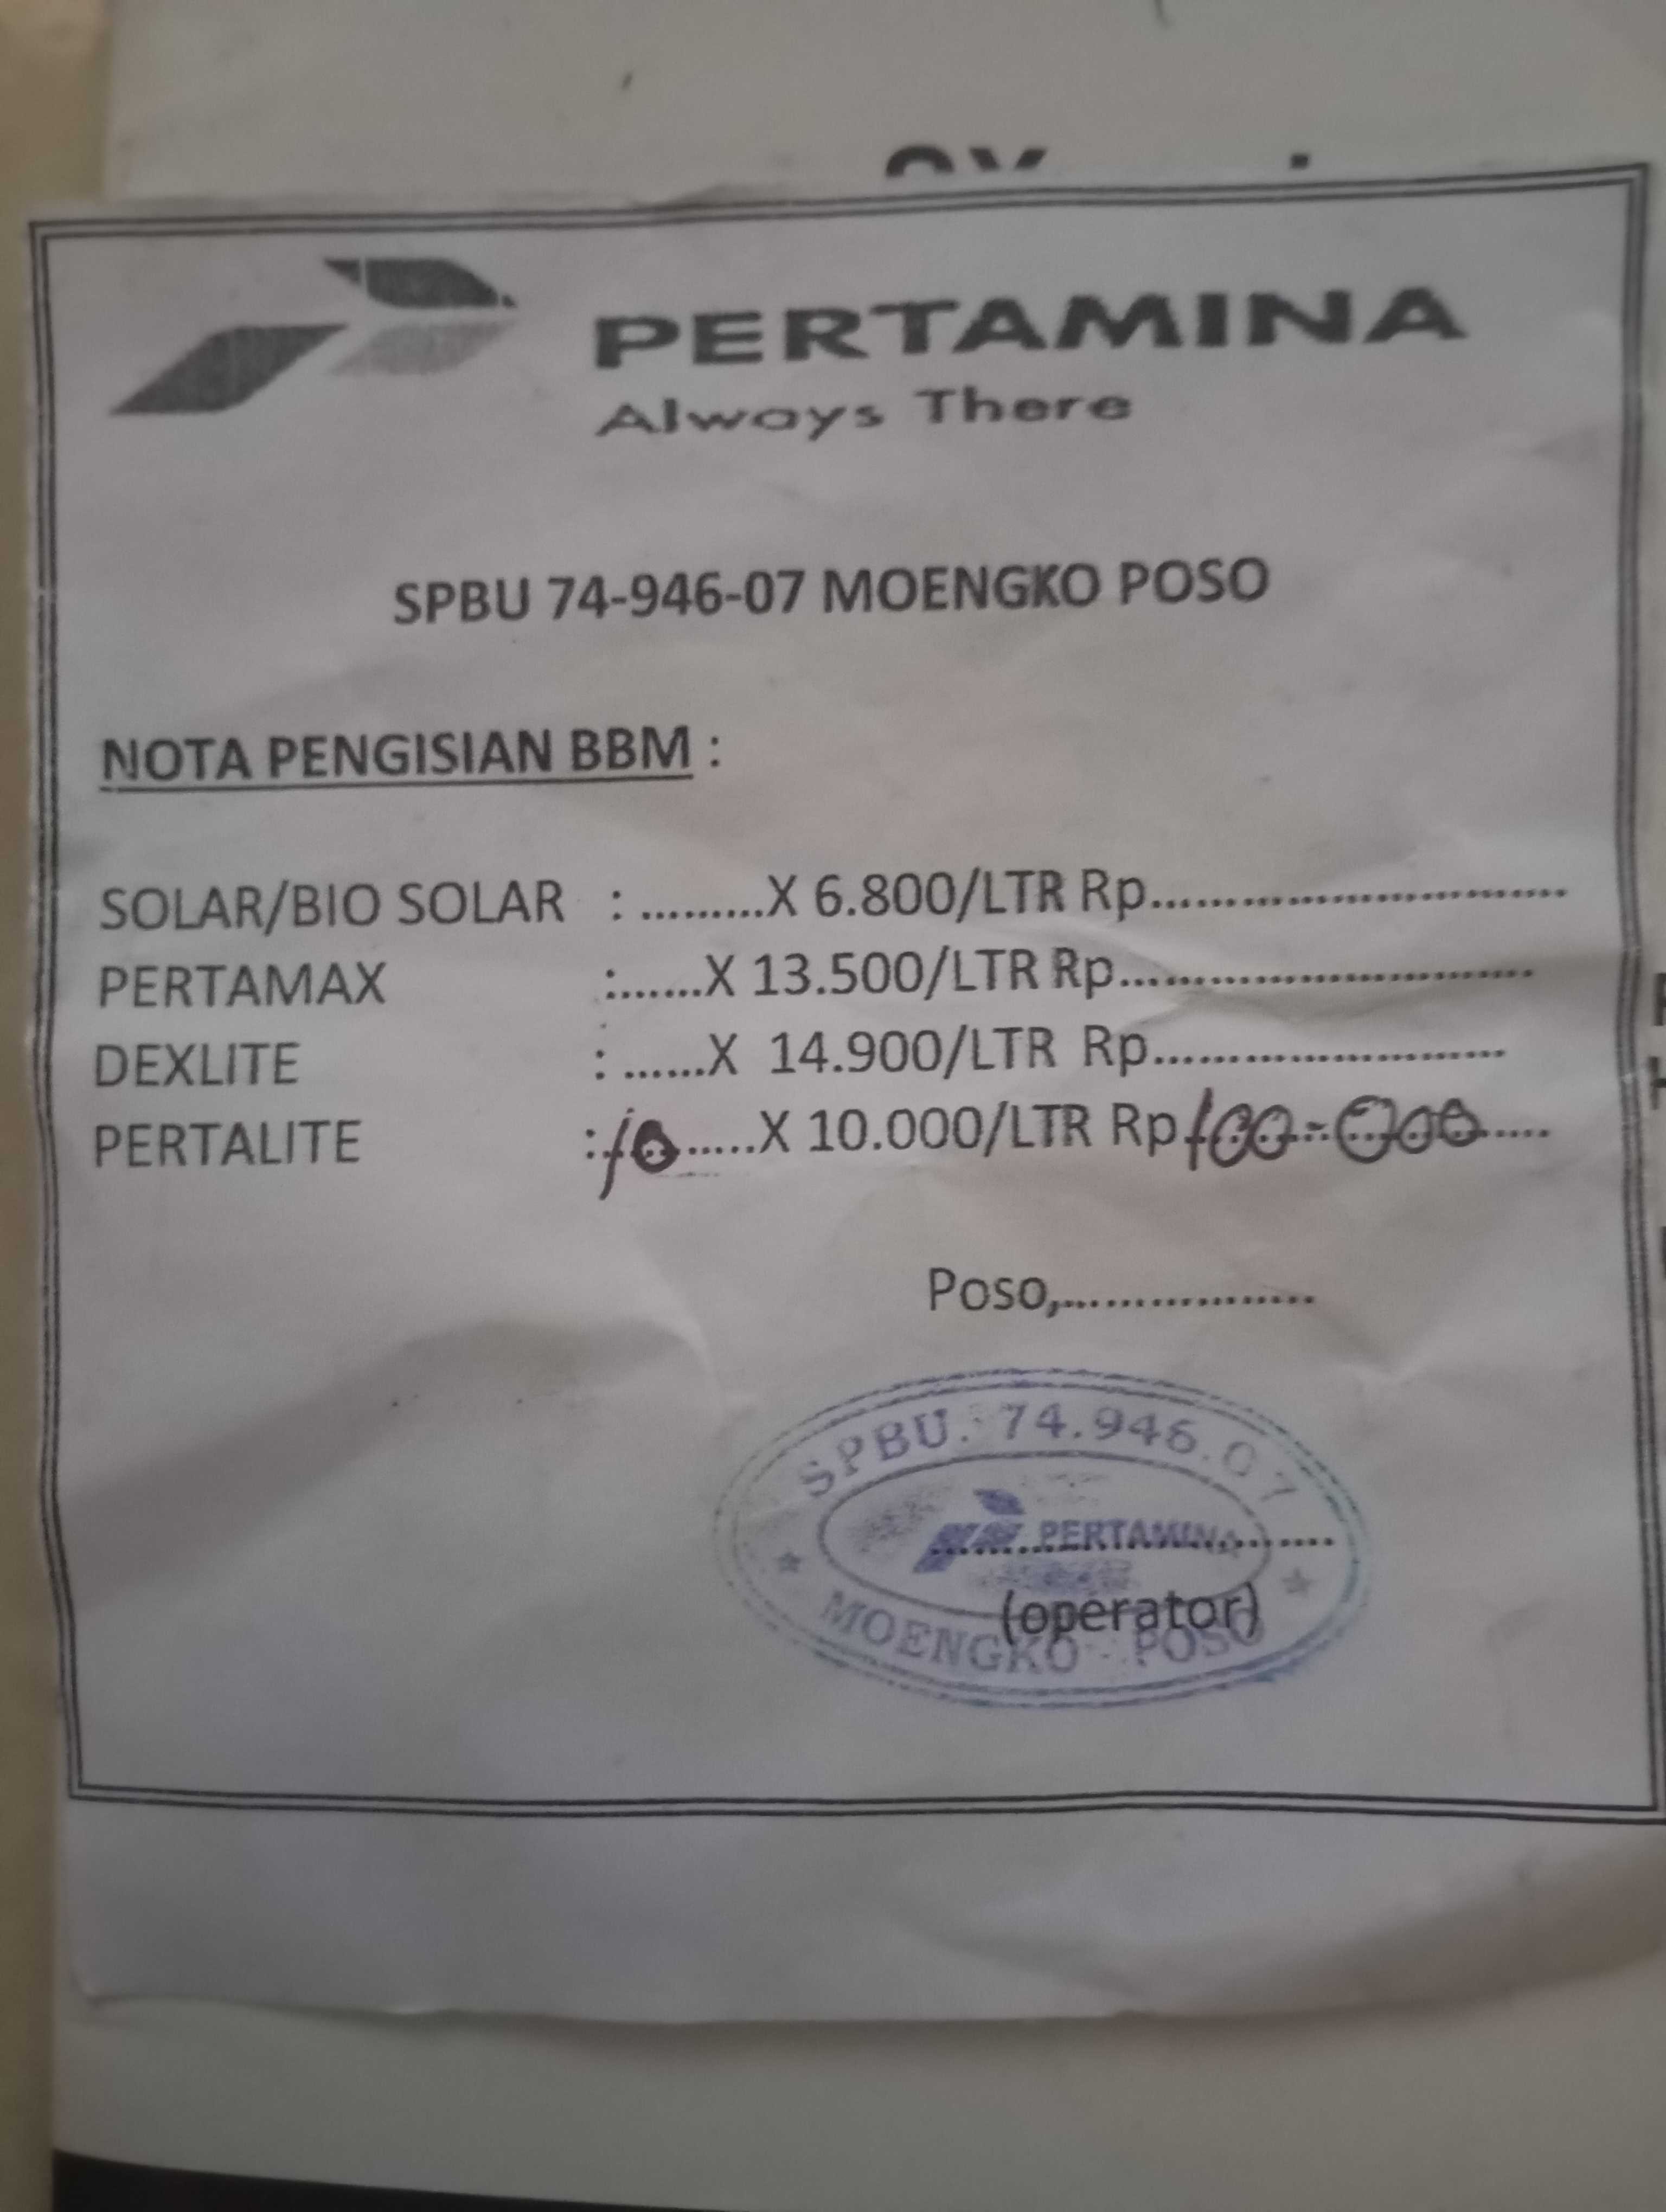 PERTAMINA
Always There
SPBU 74-946-07 MOENGKO POSO
NOTA PENGISIAN BBM :
SOLAR/BIO SOLAR : ..........X 6.800/LTR Rp..............................
PERTAMAX :.......X 13.500/LTR Rp..............................
DEXLITE : ......X 14.900/LTR Rp..........................
PERTALITE :.10......X 10.000/LTR Rp.100.000.....
Poso,...................
SPBU. 74.946.07
PERTAMINA
..............................
(operator)
MOENGKO - POSO